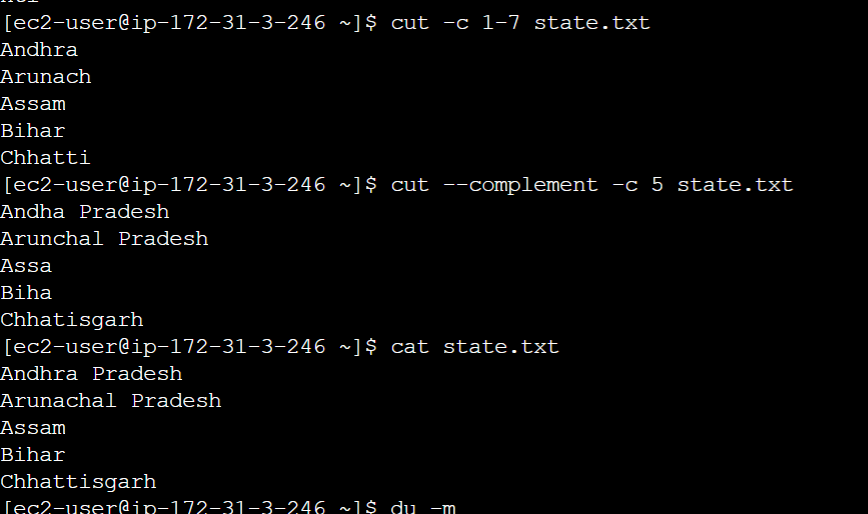 [ec2-user@ip-172-31-3-246 ~]$ cut -c 1-7 state.txt
Andhra
Arunach
Assam
Bihar
Chhatti
[ec2-user@ip-172-31-3-246 ~]$ cut --complement -c 5 state.txt
Andha Pradesh
Arunchal Pradesh
Assa
Biha
Chhatisgarh
[ec2-user@ip-172-31-3-246 ~]$ cat state.txt
Andhra Pradesh
Arunachal Pradesh
Assam
Bihar
Chhattisgarh
[ec2-user@ip-172-31-3-246 ~]$ du -m